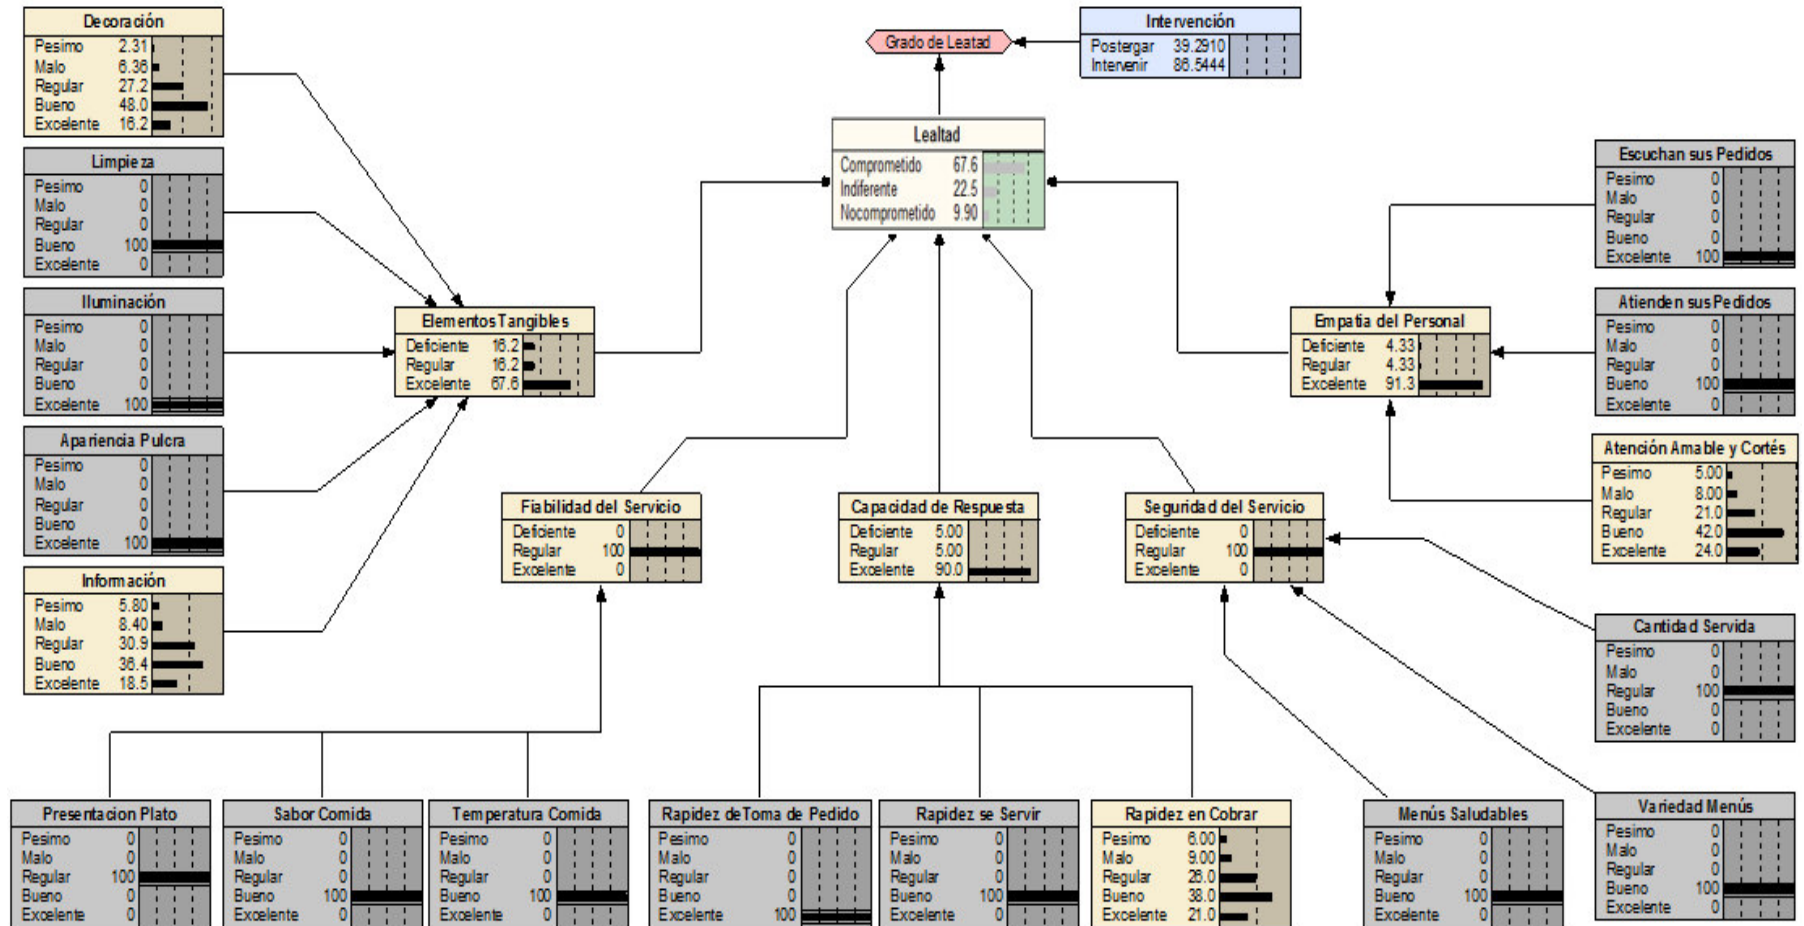 Decoración
Pesimo 2.31
Malo 6.36
Regular 27.2
Bueno 48.0
Excelente 16.2
Limpieza
Pesimo 0
Malo 0
Regular 0
Bueno 100
Excelente 0
Iluminación
Pesimo 0
Malo 0
Regular 0
Bueno 0
Excelente 100
Apariencia Pulcra
Pesimo 0
Malo 0
Regular 0
Bueno 0
Excelente 100
Información
Pesimo 5.80
Malo 8.40
Regular 30.9
Bueno 36.4
Excelente 18.5
Grado de Leatad
Intervención
Postergar 39.2910
Intervenir 86.5444
Lealtad
Comprometido 67.6
Indiferente 22.5
Nocomprometido 9.90
Elementos Tangibles
Deficiente 16.2
Regular 16.2
Excelente 67.6
Empatia del Personal
Deficiente 4.33
Regular 4.33
Excelente 91.3
Escuchan sus Pedidos
Pesimo 0
Malo 0
Regular 0
Bueno 0
Excelente 100
Atienden sus Pedidos
Pesimo 0
Malo 0
Regular 0
Bueno 100
Excelente 0
Atención Amable y Cortés
Pesimo 5.00
Malo 8.00
Regular 21.0
Bueno 42.0
Excelente 24.0
Fiabilidad del Servicio
Deficiente 0
Regular 100
Excelente 0
Capacidad de Respuesta
Deficiente 5.00
Regular 5.00
Excelente 90.0
Seguridad del Servicio
Deficiente 0
Regular 100
Excelente 0
Cantidad Servida
Pesimo 0
Malo 0
Regular 100
Bueno 0
Excelente 0
Presentacion Plato
Pesimo 0
Malo 0
Regular 100
Bueno 0
Excelente 0
Sabor Comida
Pesimo 0
Malo 0
Regular 0
Bueno 100
Excelente 0
Temperatura Comida
Pesimo 0
Malo 0
Regular 0
Bueno 100
Excelente 0
Rapidez de Toma de Pedido
Pesimo 0
Malo 0
Regular 0
Bueno 0
Excelente 100
Rapidez se Servir
Pesimo 0
Malo 0
Regular 0
Bueno 100
Excelente 0
Rapidez en Cobrar
Pesimo 6.00
Malo 9.00
Regular 26.0
Bueno 38.0
Excelente 21.0
Menús Saludables
Pesimo 0
Malo 0
Regular 0
Bueno 100
Excelente 0
Variedad Menús
Pesimo 0
Malo 0
Regular 0
Bueno 100
Excelente 0